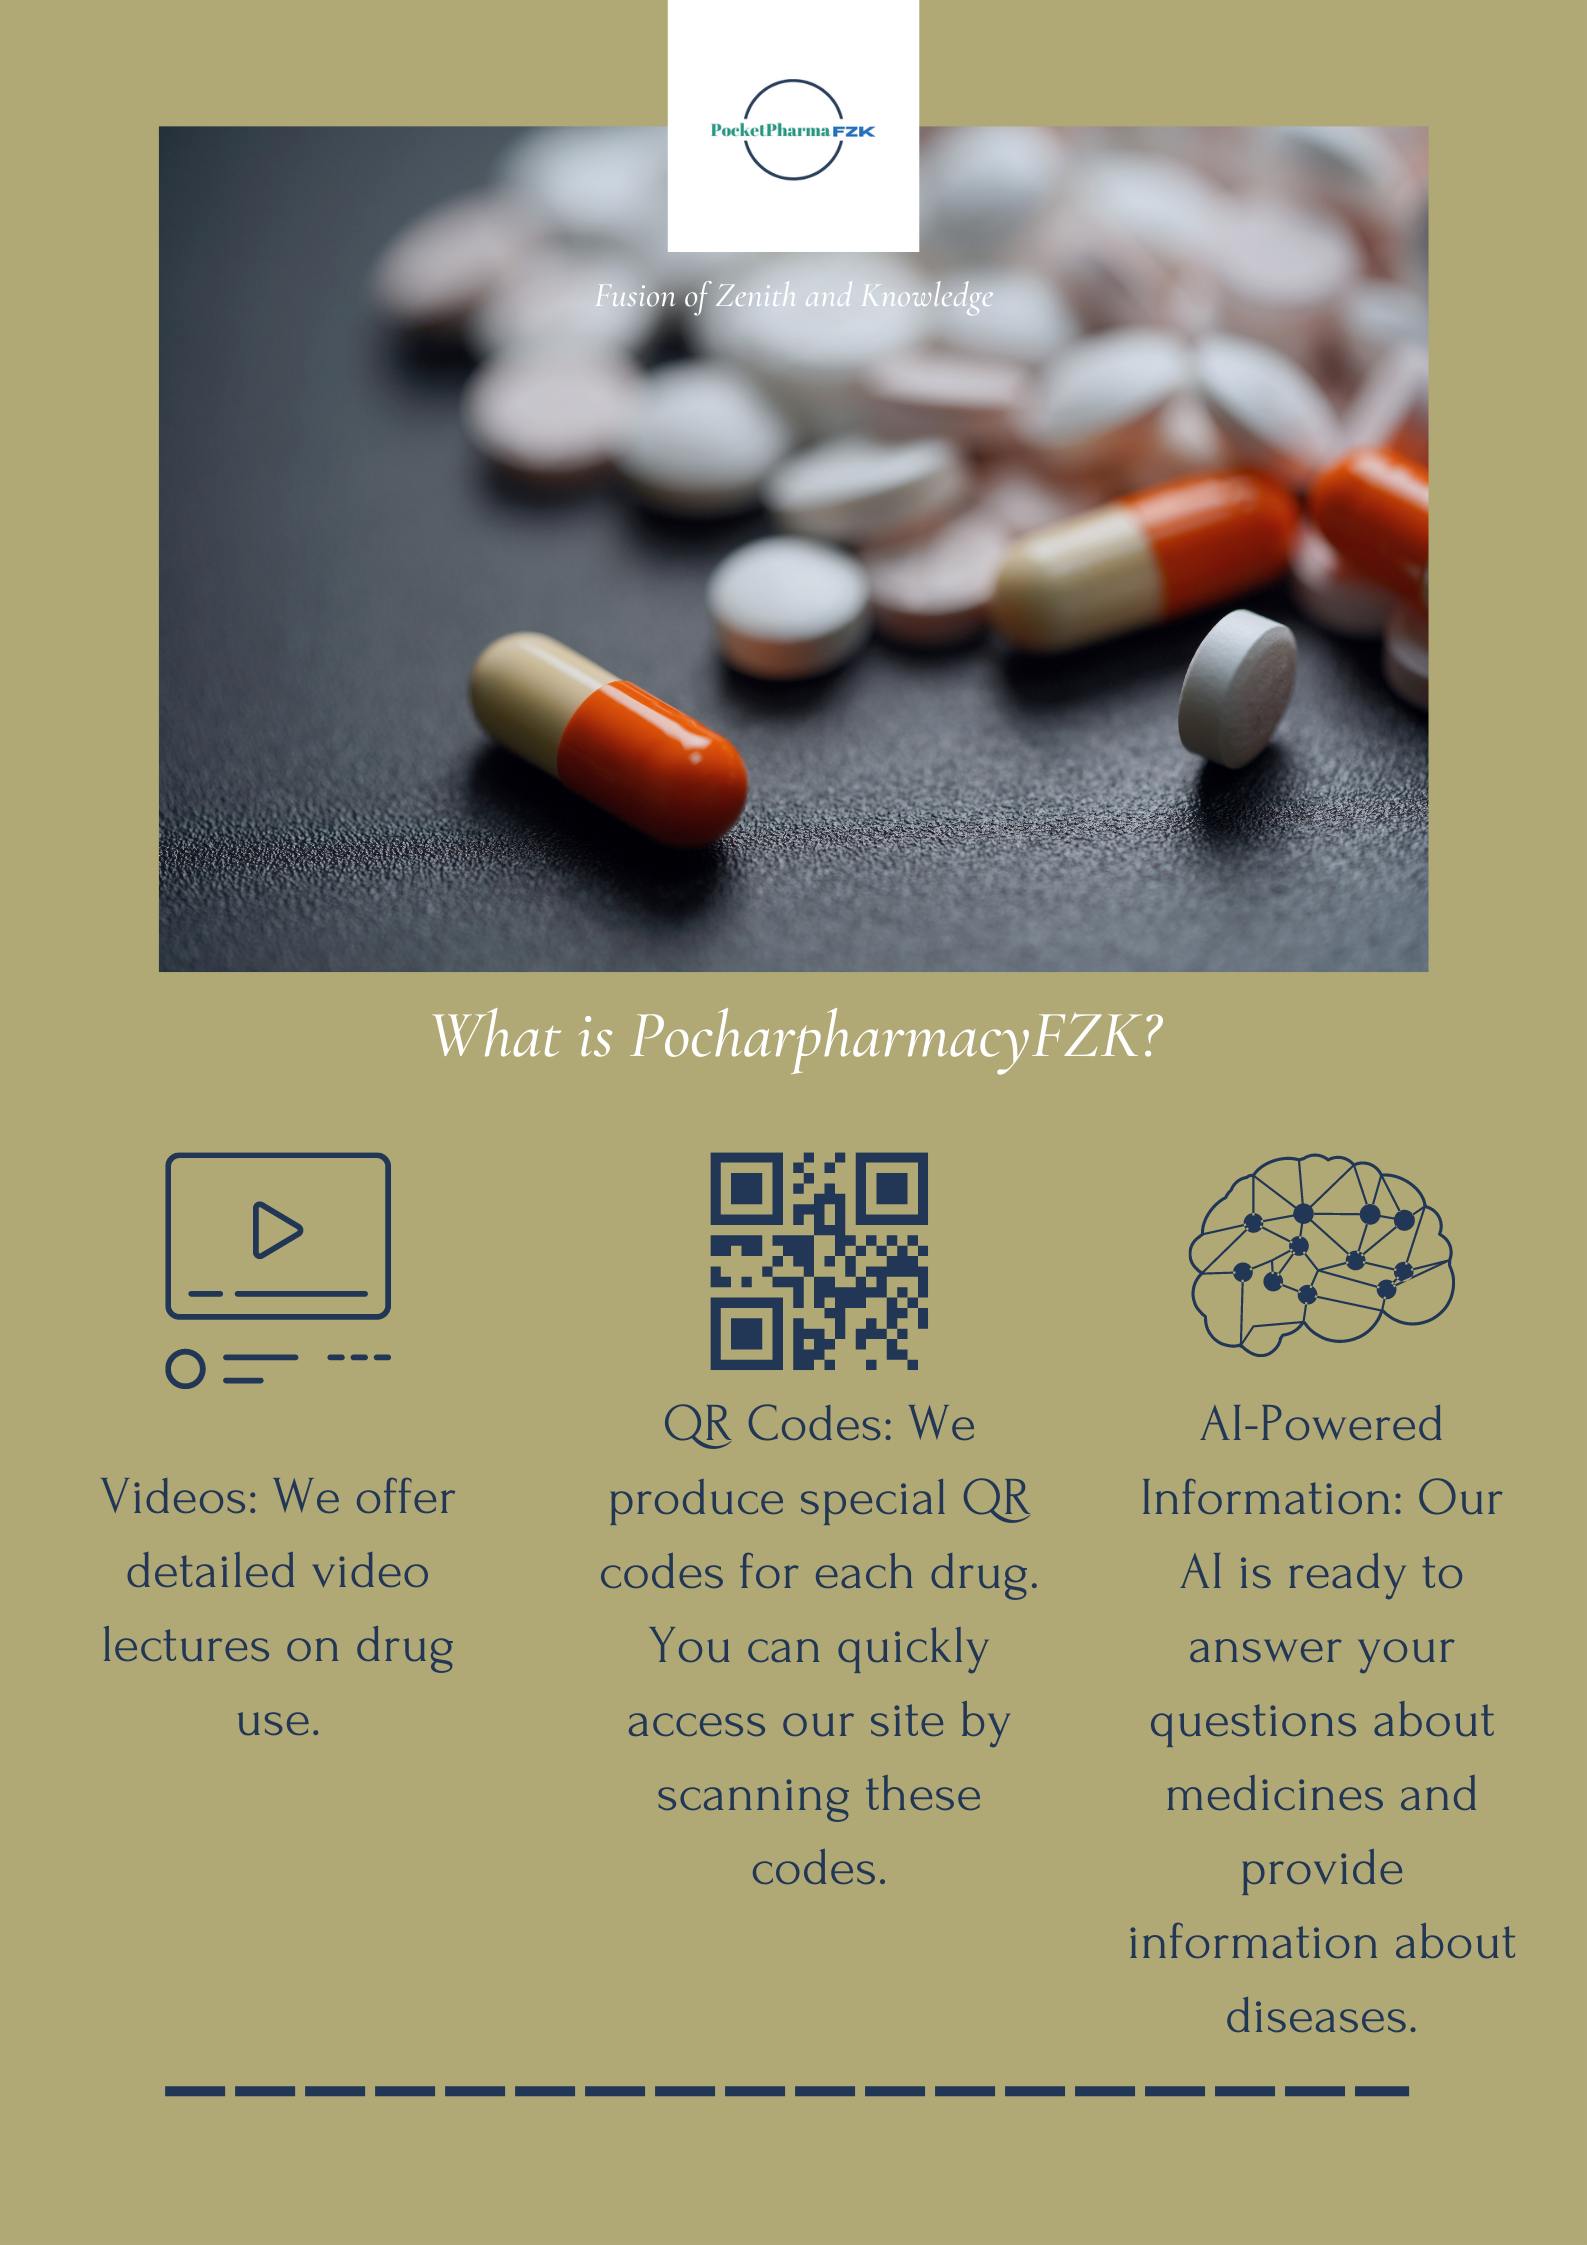 PocketPharma FZK
Fusion of Zenith and Knowledge
What is PocharpharmacyFZK?
Videos: We offer
detailed video
lectures on drug
use.
QR Codes: We
produce special QR
codes for each drug.
You can quickly
access our site by
scanning these
codes.
AI-Powered
Information: Our
AI is ready to
answer your
questions about
medicines and
provide
information about
diseases.